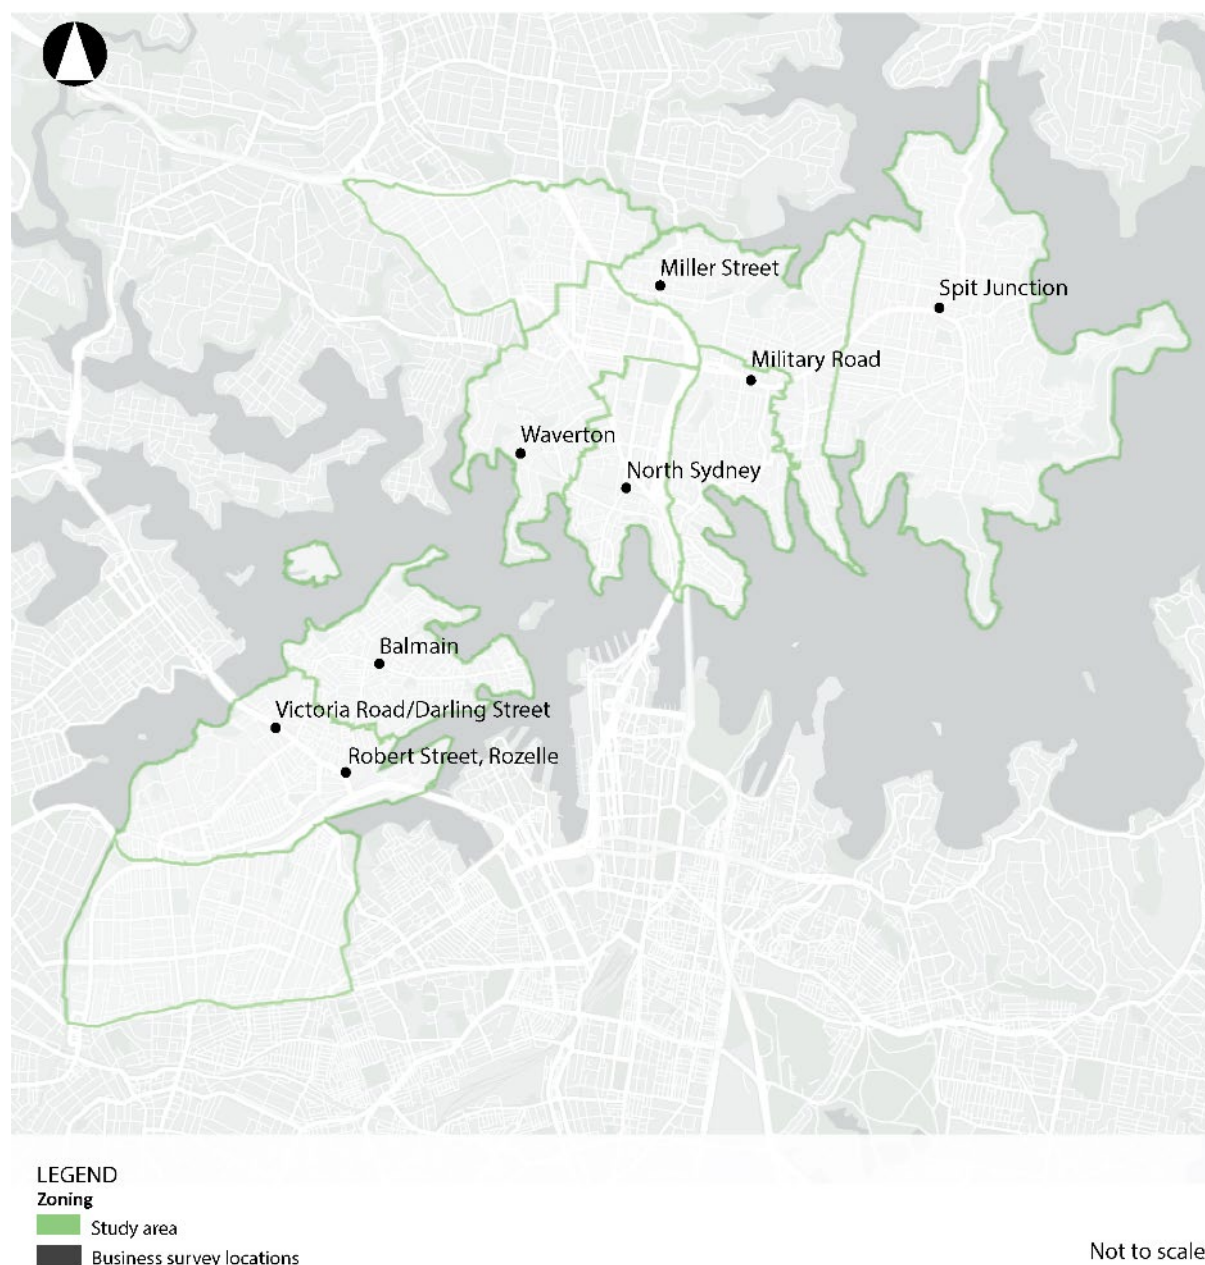 Miller Street
Spit Junction
Military Road
Waverton
North Sydney
Balmain
Victoria Road/Darling Street
Robert Street, Rozelle
LEGEND
Zoning
Study area
Business survey locations
Not to scale